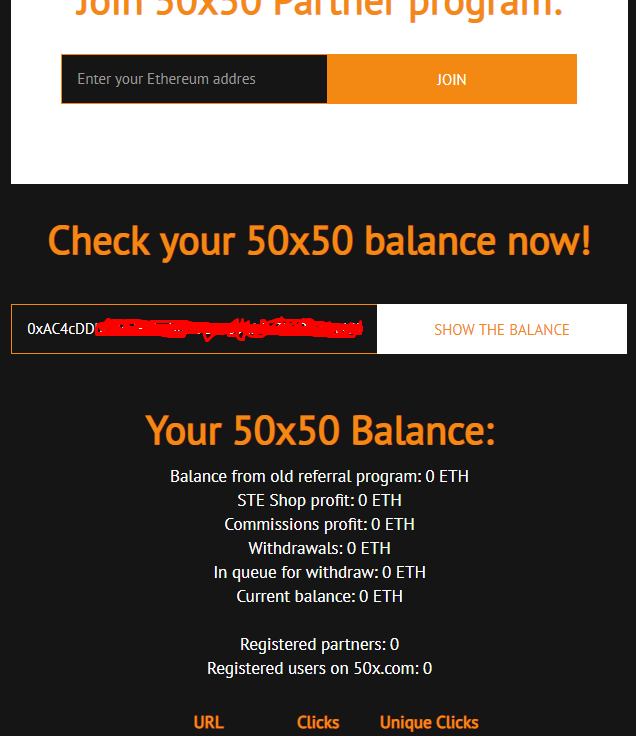 Join 50x50 Partner program:
Enter your Ethereum addres
JOIN
Check your 50x50 balance now!
0xAC4cDD
SHOW THE BALANCE
Your 50x50 Balance:
Balance from old referral program: 0 ETH
STE Shop profit: 0 ETH
Commissions profit: 0 ETH
Withdrawals: 0 ETH
In queue for withdraw: 0 ETH
Current balance: 0 ETH
Registered partners: 0
Registered users on 50x.com: 0
URL Clicks Unique Clicks